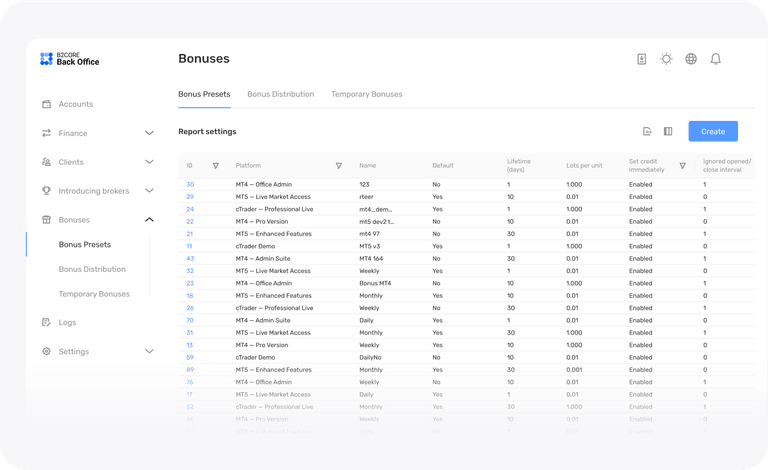 B2CORE
Back Office
Bonuses
Accounts
Finance
Clients
Introducing brokers
Bonuses
Bonus Presets
Bonus Distribution
Temporary Bonuses
Logs
Settings
Bonus Presets Bonus Distribution Temporary Bonuses
Report settings
Create
ID Platform Name Default Lifetime (days) Lots per unit Set credit immediately Ignored opened/ close interval
30 MT4 — Office Admin 123 No 1 1.000 Enabled 1
29 MT5 — Live Market Access rteer Yes 10 0.01 Enabled 0
24 cTrader — Professional Live mt4_dem... Yes 1 1.000 Enabled 1
22 MT4 — Pro Version mt5 dev2 t... No 10 0.01 Enabled 0
21 MT5 — Enhanced Features mt4 97 No 30 0.01 Enabled 1
11 cTrader Demo MT5 v3 Yes 1 1.000 Enabled 0
43 MT4 — Admin Suite MT4 164 No 30 0.01 Enabled 1
32 MT5 — Live Market Access Weekly Yes 1 0.01 Enabled 0
23 MT4 — Office Admin Bonus MT4 No 10 1.000 Enabled 1
18 MT5 — Enhanced Features Monthly Yes 10 0.01 Enabled 0
26 cTrader — Professional Live Weekly No 30 0.01 Enabled 1
70 MT4 — Admin Suite Daily Yes 1 0.01 Enabled 0
31 MT5 — Live Market Access Monthly Yes 30 1.000 Enabled 1
13 MT4 — Pro Version Weekly No 10 1.000 Enabled 0
59 cTrader Demo DailyNo No 10 0.01 Enabled 1
89 MT5 — Enhanced Features Monthly Yes 30 0.001 Enabled 0
76 MT4 — Office Admin Weekly No 10 0.01 Enabled 1
17 MT5 — Live Market Access Daily Yes 1 0.01 Enabled 0
52 cTrader — Professional Live Monthly Yes 30 1.000 Enabled 1
MT4 — Pro Version Weekly No 10 0.01 Enabled 0